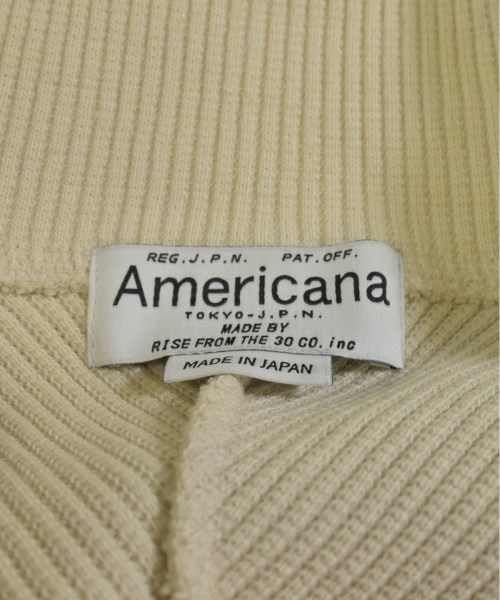 REG.J.P.N. PAT.OFF.
Americana
TOKYO-J.P.N.
MADE BY
RISE FROM THE 30 CO. inc
MADE IN JAPAN